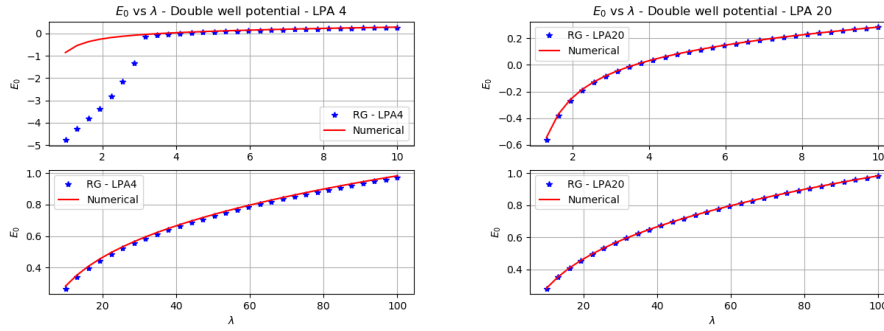 E₀ vs λ - Double well potential - LPA 4
E₀
0
−1
−2
−3
−4
−5
RG - LPA4
Numerical
2
4
6
8
10
E₀
1.0
0.8
0.6
0.4
RG - LPA4
Numerical
20
40
60
80
100
λ
E₀ vs λ - Double well potential - LPA 20
E₀
0.2
0.0
−0.2
−0.4
−0.6
RG - LPA20
Numerical
2
4
6
8
10
E₀
1.0
0.8
0.6
0.4
RG - LPA20
Numerical
20
40
60
80
100
λ